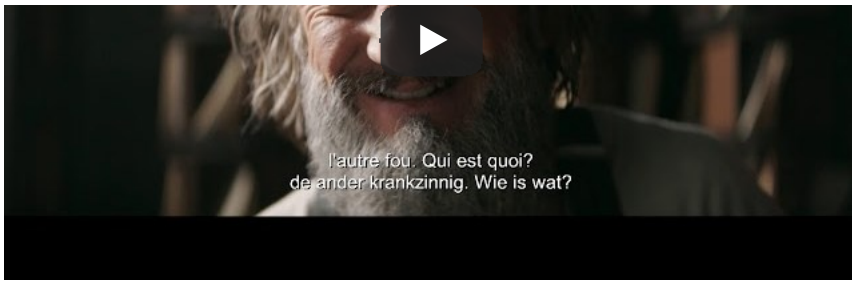 l'autre fou. Qui est quoi?
de ander krankzinnig. Wie is wat?